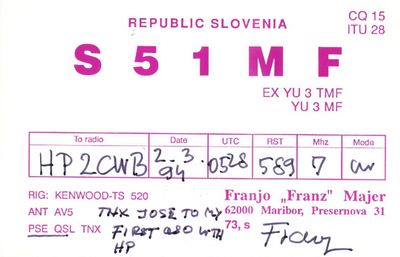 REPUBLIC SLOVENIA
CQ 15
ITU 28
S51MF
EX YU 3 TMF
YU 3 MF
To radio Date UTC RST Mhz Mode
HP2CWB 2.3.94 0528 589 7 cw
RIG: KENWOOD-TS 520
Franjo „Franz" Majer
ANT AV5
62000 Maribor, Presernova 31
PSE QSL TNX
73, s Franz
TNX JOSE TO MY
FIRST QSO WITH
HP